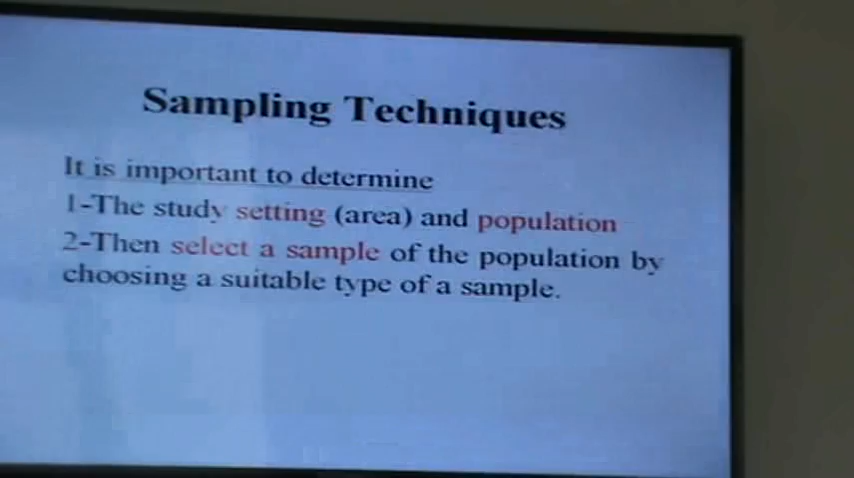 Sampling Techniques
It is important to determine
1-The study setting (area) and population
2-Then select a sample of the population by
choosing a suitable type of a sample.